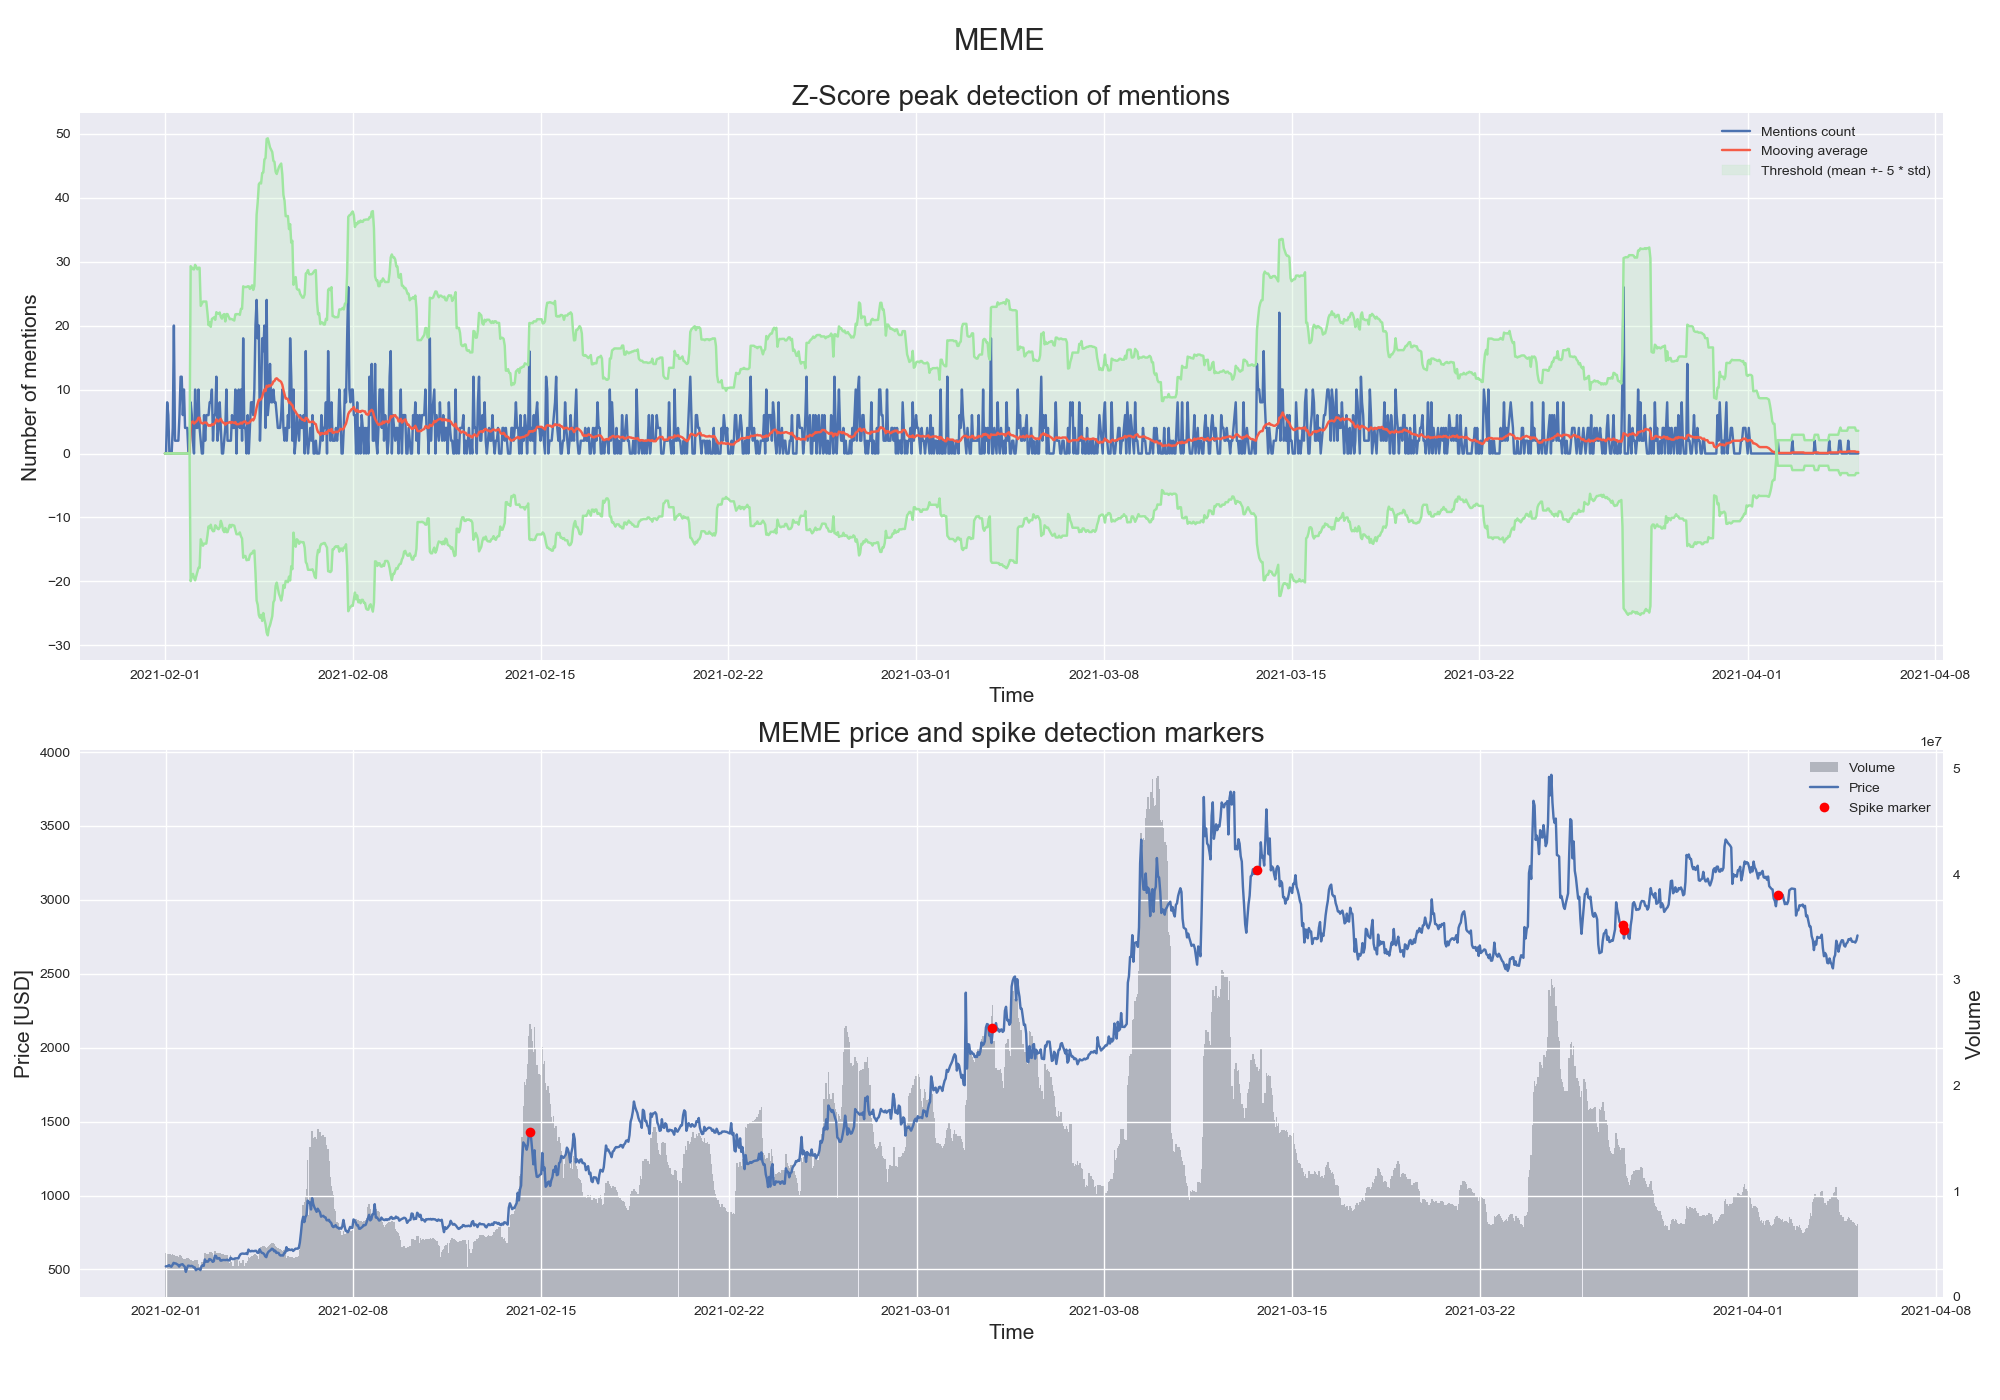 MEME
Z-Score peak detection of mentions
Mentions count
Mooving average
Threshold (mean +- 5 * std)
Number of mentions
50
40
30
20
10
0
−10
−20
−30
2021-02-01 2021-02-08 2021-02-15 2021-02-22 2021-03-01 2021-03-08 2021-03-15 2021-03-22 2021-04-01 2021-04-08
Time
MEME price and spike detection markers
1e7
Volume
Price
Spike marker
Price [USD]
4000
3500
3000
2500
2000
1500
1000
500
5
4
3
2
1
0
Volume
2021-02-01 2021-02-08 2021-02-15 2021-02-22 2021-03-01 2021-03-08 2021-03-15 2021-03-22 2021-04-01 2021-04-08
Time